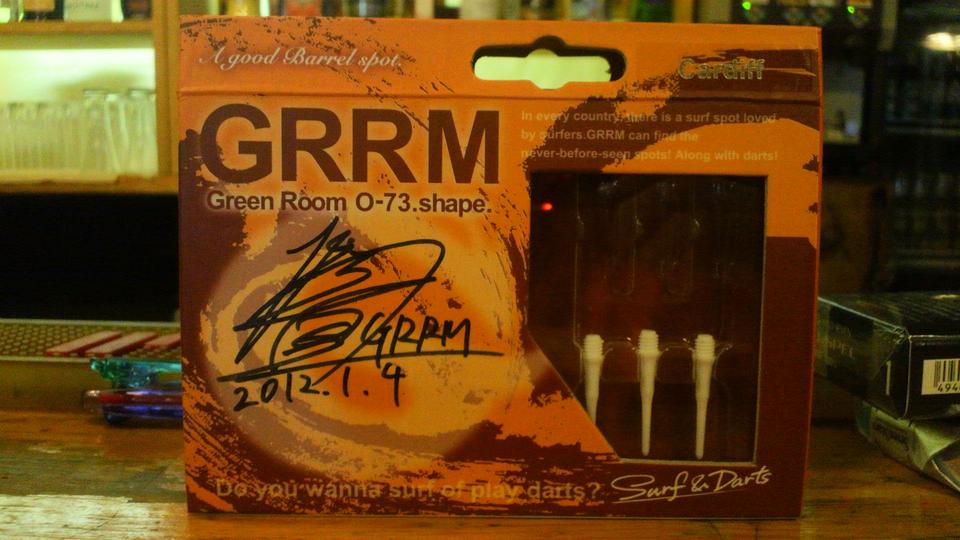 A good Barrel spot.
Cardiff
GRRM
Green Room O-73.shape.
In every country, there is a surf spot loved
by surfers.GRRM can find the
never-before-seen spots! Along with darts!
GRRM
2012.1.4
Do you wanna surf of play darts?
Surf & Darts